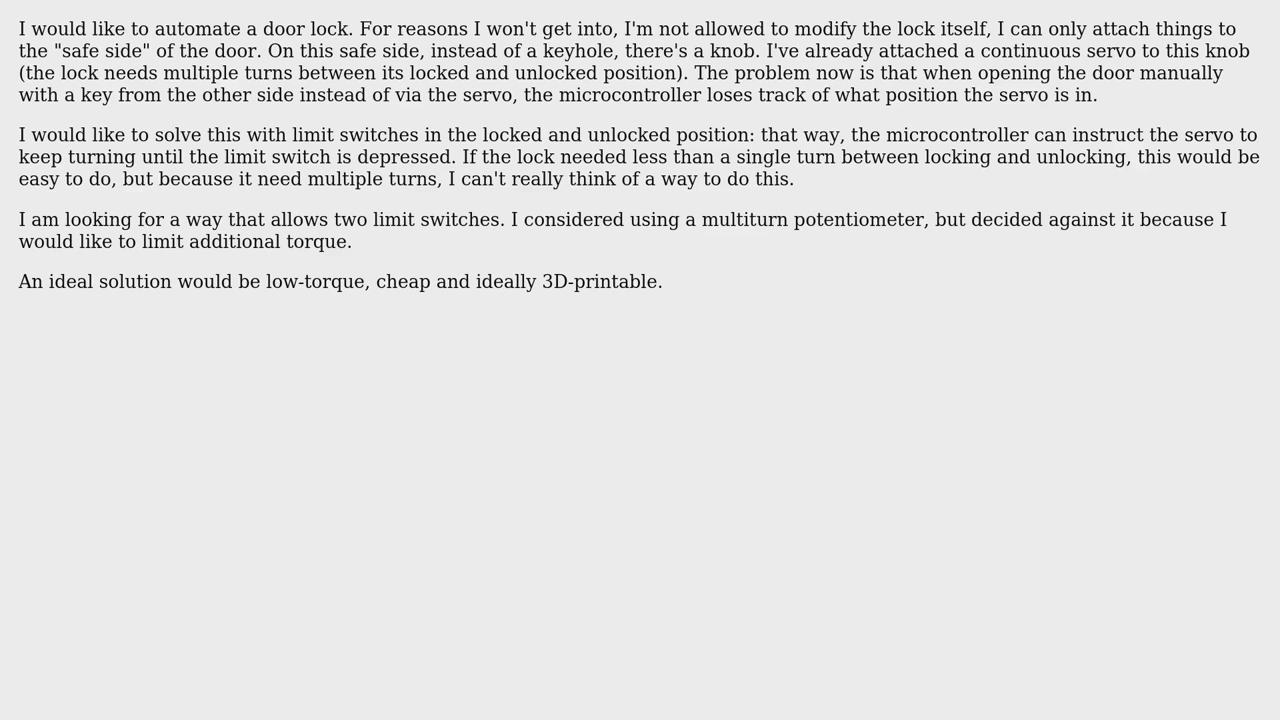 I would like to automate a door lock. For reasons I won't get into, I'm not allowed to modify the lock itself, I can only attach things to
the "safe side" of the door. On this safe side, instead of a keyhole, there's a knob. I've already attached a continuous servo to this knob
(the lock needs multiple turns between its locked and unlocked position). The problem now is that when opening the door manually
with a key from the other side instead of via the servo, the microcontroller loses track of what position the servo is in.
I would like to solve this with limit switches in the locked and unlocked position: that way, the microcontroller can instruct the servo to
keep turning until the limit switch is depressed. If the lock needed less than a single turn between locking and unlocking, this would be
easy to do, but because it need multiple turns, I can't really think of a way to do this.
I am looking for a way that allows two limit switches. I considered using a multiturn potentiometer, but decided against it because I
would like to limit additional torque.
An ideal solution would be low-torque, cheap and ideally 3D-printable.